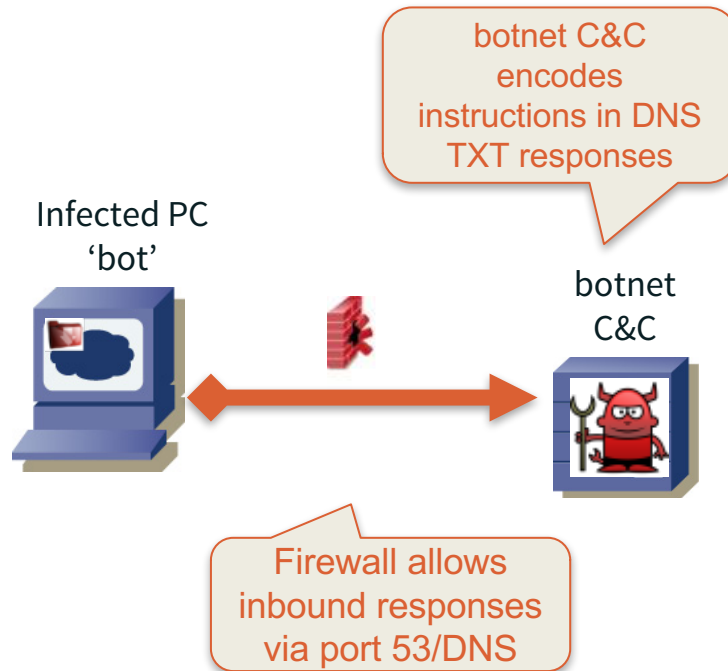 botnet C&C
encodes
instructions in DNS
TXT responses
Infected PC
‘bot’
botnet
C&C
Firewall allows
inbound responses
via port 53/DNS